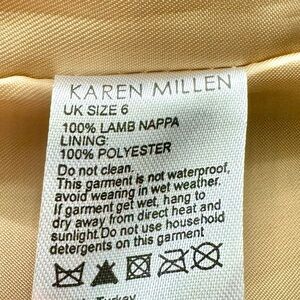 KAREN MILLEN
UK SIZE 6
100% LAMB NAPPA
LINING:
100% POLYESTER
Do not clean.
This garment is not waterproof,
avoid wearing in wet weather.
If garment get wet, hang to
dry away from direct heat and
sunlight.Do not use household
detergents on this garment
Turkey